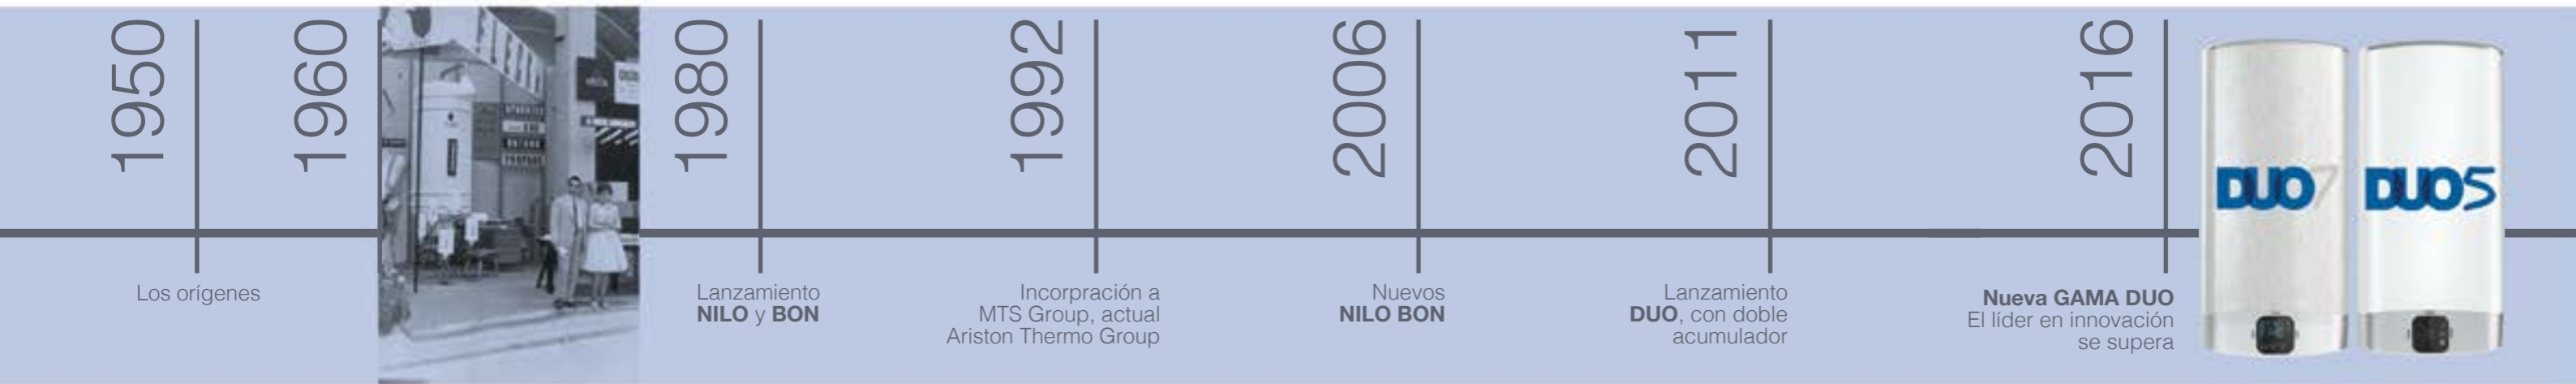 1950
1960
1980
1992
2006
2011
2016
DUO7
DUO5
Los orígenes
Lanzamiento
NILO y BON
Incorpración a
MTS Group, actual
Ariston Thermo Group
Nuevos
NILO BON
Lanzamiento
DUO, con doble
acumulador
Nueva GAMA DUO
El líder en innovación
se supera